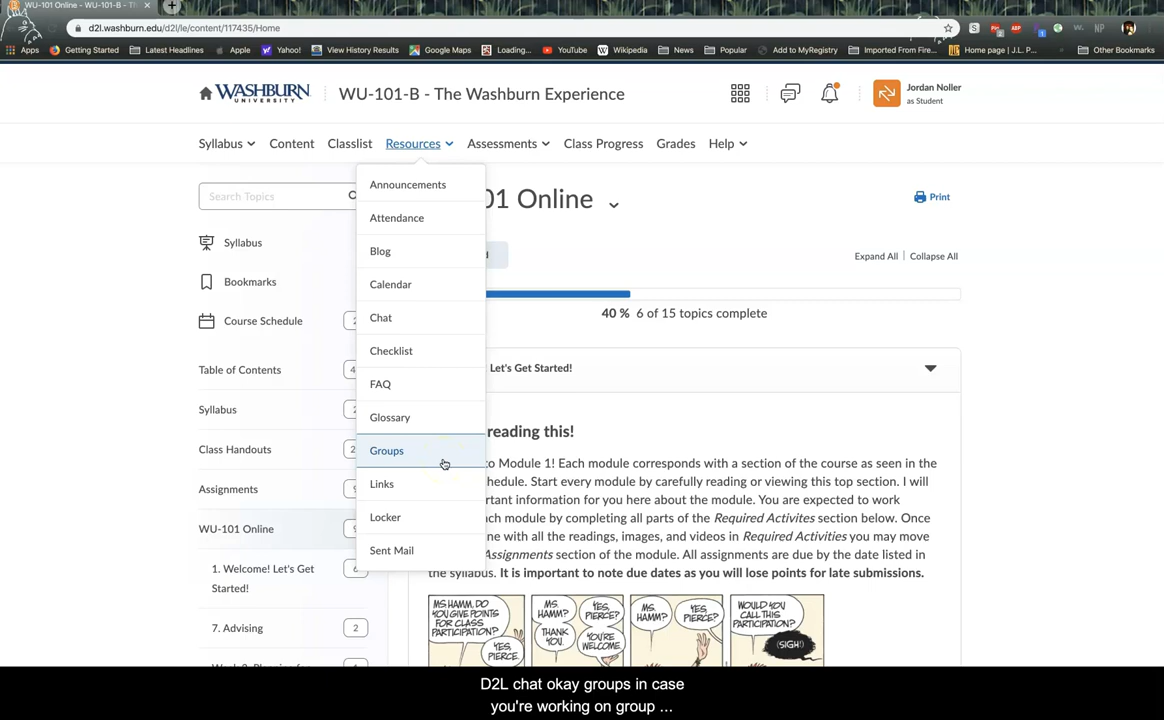 WU-101 Online - WU-101-B - T
d2l.washburn.edu/d2l/le/content/117435/Home
Apps
Getting Started
Latest Headlines
Apple
Yahoo!
View History Results
Google Maps
Loading...
YouTube
Wikipedia
News
Popular
Add to MyRegistry
Imported From Fire...
Home page | J.L. P...
Other Bookmarks
WASHBURN
UNIVERSITY
WU-101-B - The Washburn Experience
Jordan Noller
as Student
Syllabus
Content
Classlist
Resources
Assessments
Class Progress
Grades
Help
Search Topics
Syllabus
Bookmarks
Course Schedule
Table of Contents
Syllabus
Class Handouts
Assignments
WU-101 Online
1. Welcome! Let's Get
Started!
7. Advising
2
Announcements
Attendance
Blog
Calendar
Chat
Checklist
FAQ
Glossary
Groups
Links
Locker
Sent Mail
01 Online
Print
Expand All | Collapse All
40 % 6 of 15 topics complete
Let's Get Started!
reading this!
to Module 1! Each module corresponds with a section of the course as seen in the
hedule. Start every module by carefully reading or viewing this top section. I will
rtant information for you here about the module. You are expected to work
ch module by completing all parts of the Required Activites section below. Once
ne with all the readings, images, and videos in Required Activities you may move
Assignments section of the module. All assignments are due by the date listed in
the syllabus. It is important to note due dates as you will lose points for late submissions.
MS. HAMM, DO
YOU GIVE POINTS
FOR CLASS
PARTICIPATION?
YES,
PIERCE.
MS.
HAMM?
YES,
PIERCE?
THANK
YOU.
YOU'RE
WELCOME.
MS.
HAMM?
YES,
PIERCE?
WOULD YOU
CALL THIS
PARTICIPATION?
(SIGH!)
D2L chat okay groups in case
you're working on group ...